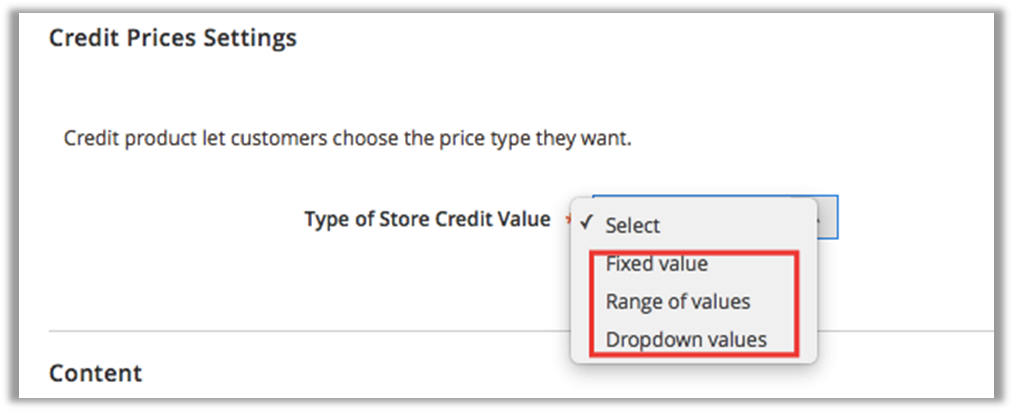 Credit Prices Settings
Credit product let customers choose the price type they want.
Type of Store Credit Value *
✓ Select
Fixed value
Range of values
Dropdown values
Content